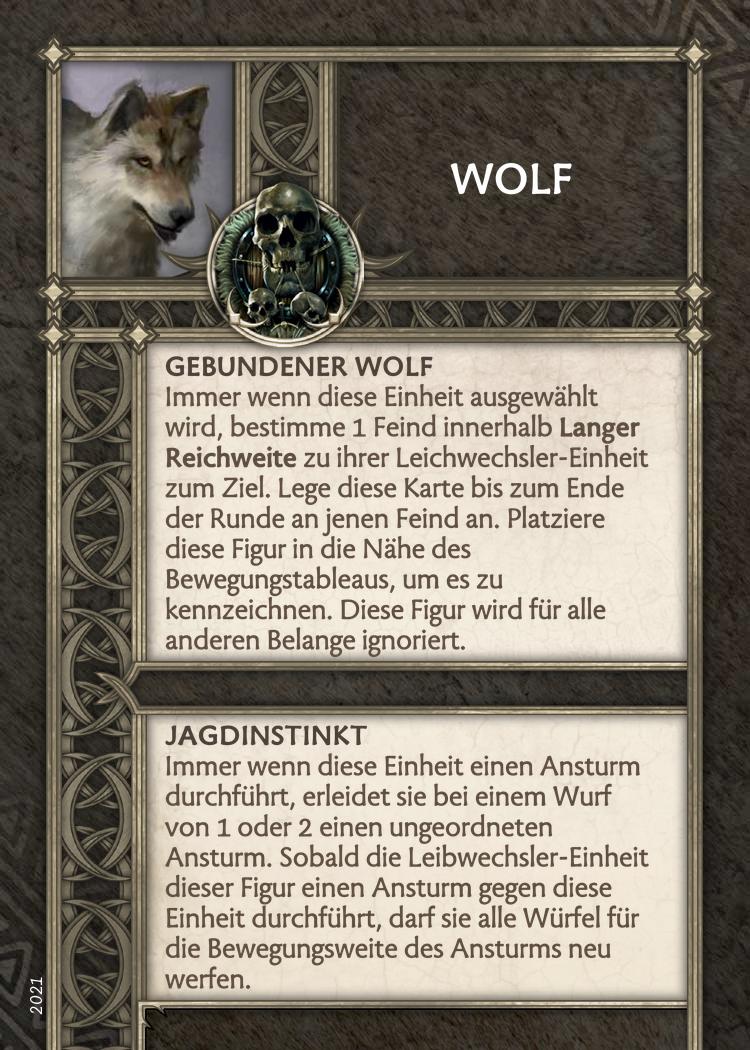 WOLF
GEBUNDENER WOLF
Immer wenn diese Einheit ausgewählt
wird, bestimme 1 Feind innerhalb Langer
Reichweite zu ihrer Leichwechsler-Einheit
zum Ziel. Lege diese Karte bis zum Ende
der Runde an jenen Feind an. Platziere
diese Figur in die Nähe des
Bewegungstableaus, um es zu
kennzeichnen. Diese Figur wird für alle
anderen Belange ignoriert.
JAGDINSTINKT
Immer wenn diese Einheit einen Ansturm
durchführt, erleidet sie bei einem Wurf
von 1 oder 2 einen ungeordneten
Ansturm. Sobald die Leibwechsler-Einheit
dieser Figur einen Ansturm gegen diese
Einheit durchführt, darf sie alle Würfel für
die Bewegungsweite des Ansturms neu
werfen.
2021